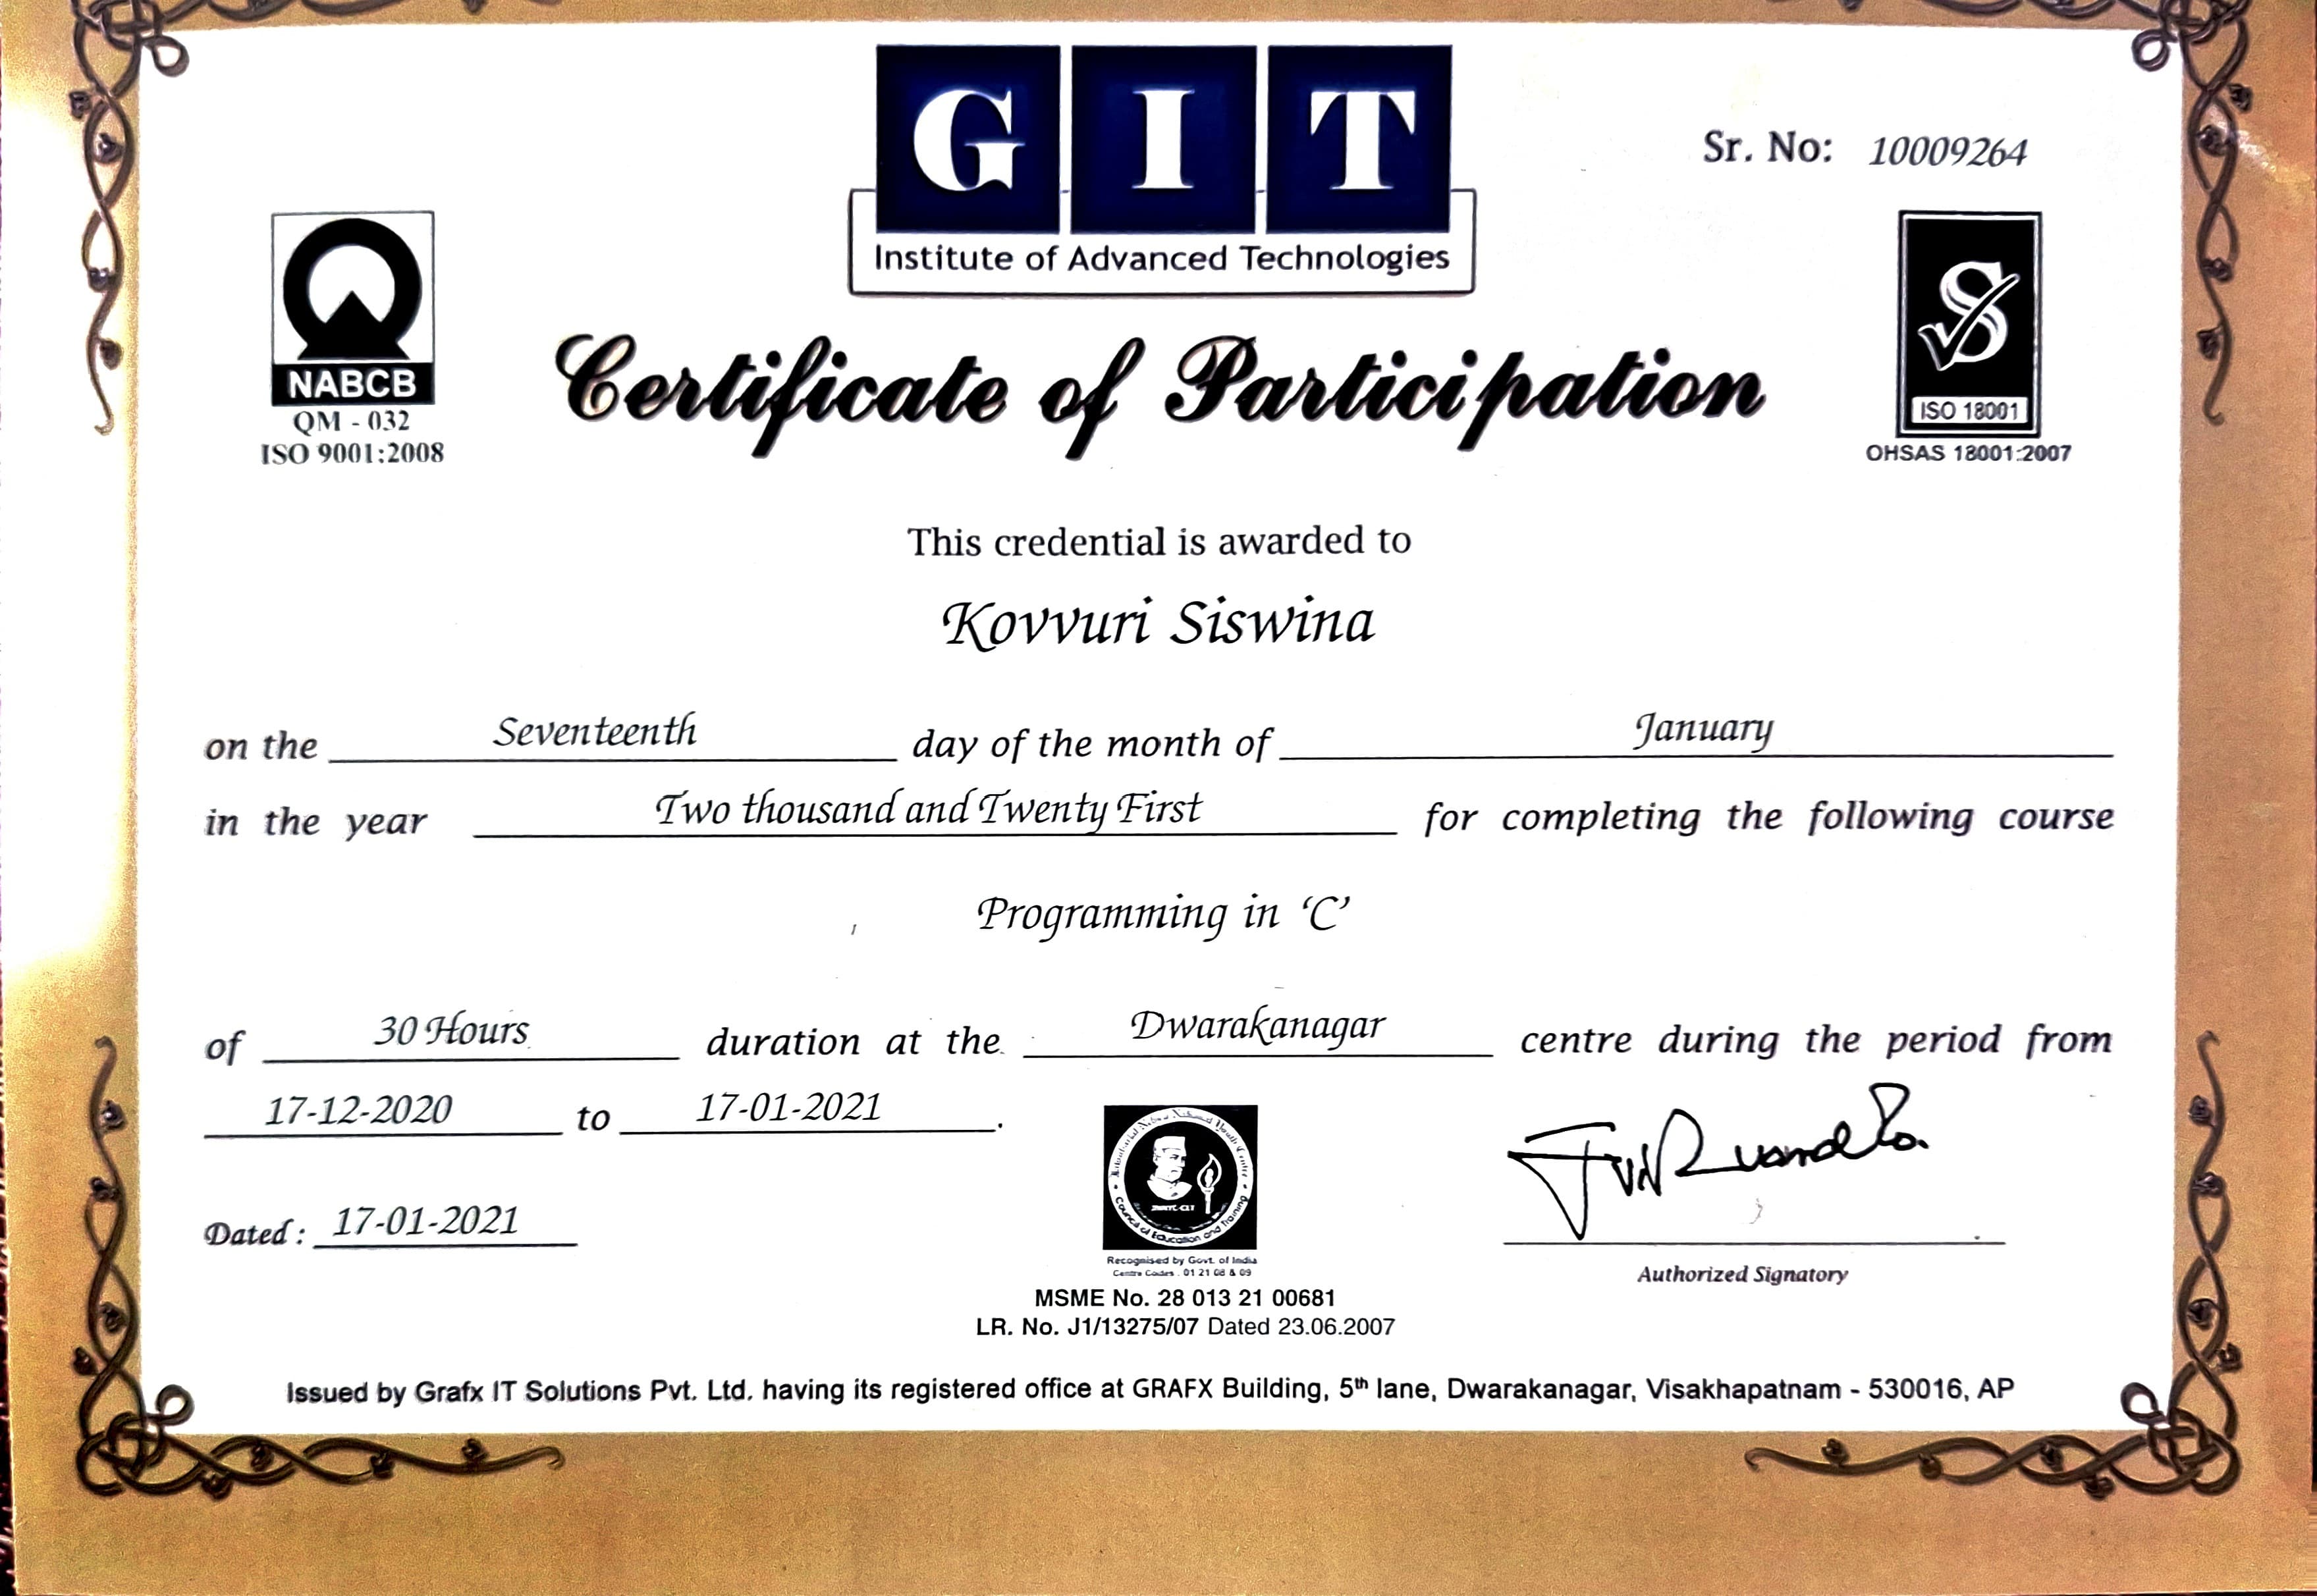 G I T
Institute of Advanced Technologies
Sr. No: 10009264
NABCB
QM - 032
ISO 9001:2008
Certificate of Participation
S
ISO 18001
OHSAS 18001:2007
This credential is awarded to
Kovvuri Siswina
on the Seventeenth day of the month of January
in the year Two thousand and Twenty First for completing the following course
Programming in ‘C’
of 30 Hours duration at the Dwarakanagar centre during the period from
17-12-2020 to 17-01-2021.
Dated : 17-01-2021
Council of Education and Training
Recognised by Govt. of India
Centre Codes : 01 21 08 & 09
MSME No. 28 013 21 00681
LR. No. J1/13275/07 Dated 23.06.2007
Authorized Signatory
Issued by Grafx IT Solutions Pvt. Ltd. having its registered office at GRAFX Building, 5th lane, Dwarakanagar, Visakhapatnam - 530016, AP